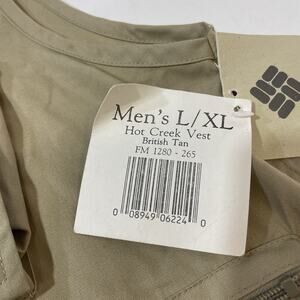 Men's L/XL
Hot Creek Vest
British Tan
FM 1280 - 265
0 08949 06224 0